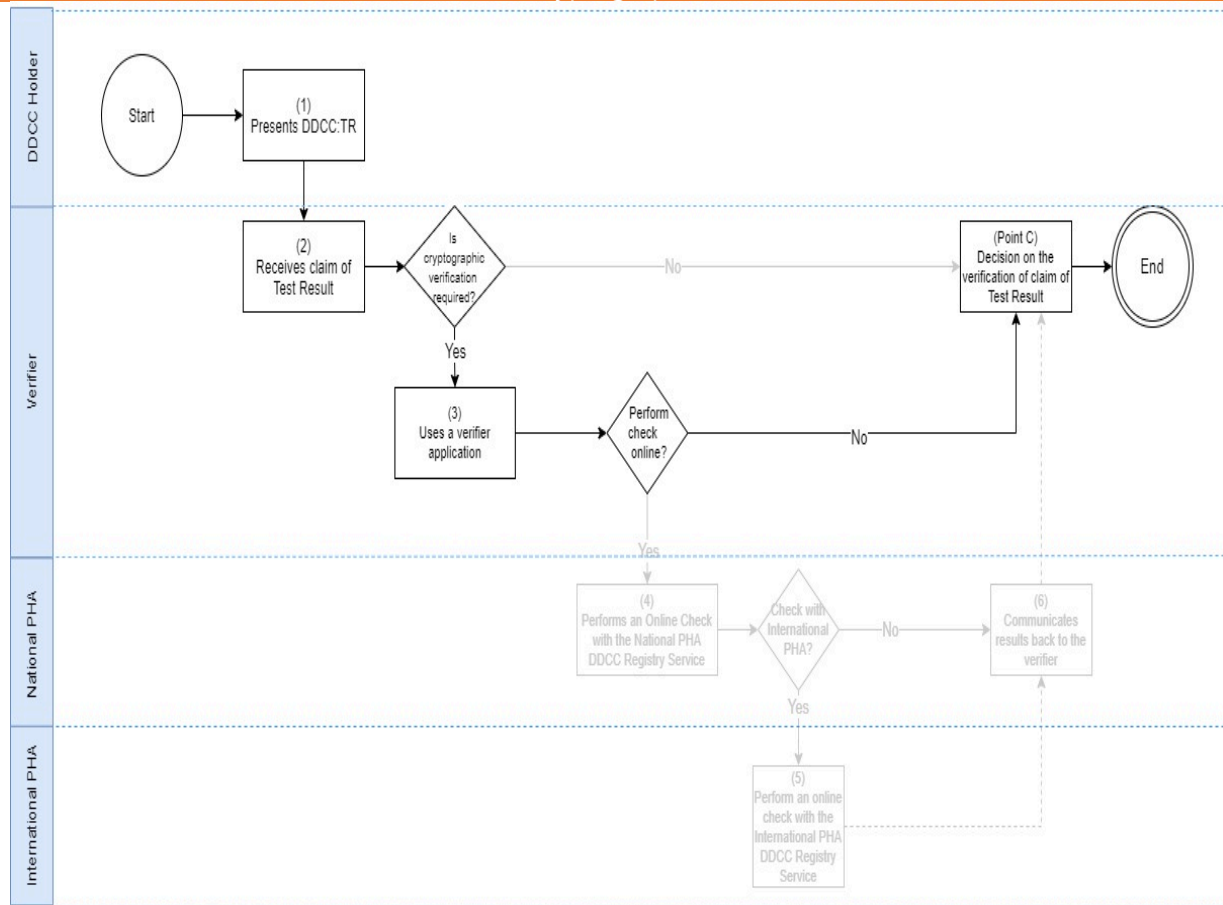 DDCC Holder
Start
(1)
Presents DDCC:TR
Verifier
(2)
Receives claim of
Test Result
Is
cryptographic
verification
required?
No
(Point C)
Decision on the
verification of claim of
Test Result
End
Yes
(3)
Uses a verifier
application
Perform
check
online?
No
Yes
National PHA
(4)
Performs an Online Check
with the National PHA
DDCC Registry Service
Check with
International
PHA?
No
(6)
Communicates
results back to the
verifier
Yes
International PHA
(5)
Perform an online
check with the
International PHA
DDCC Registry
Service